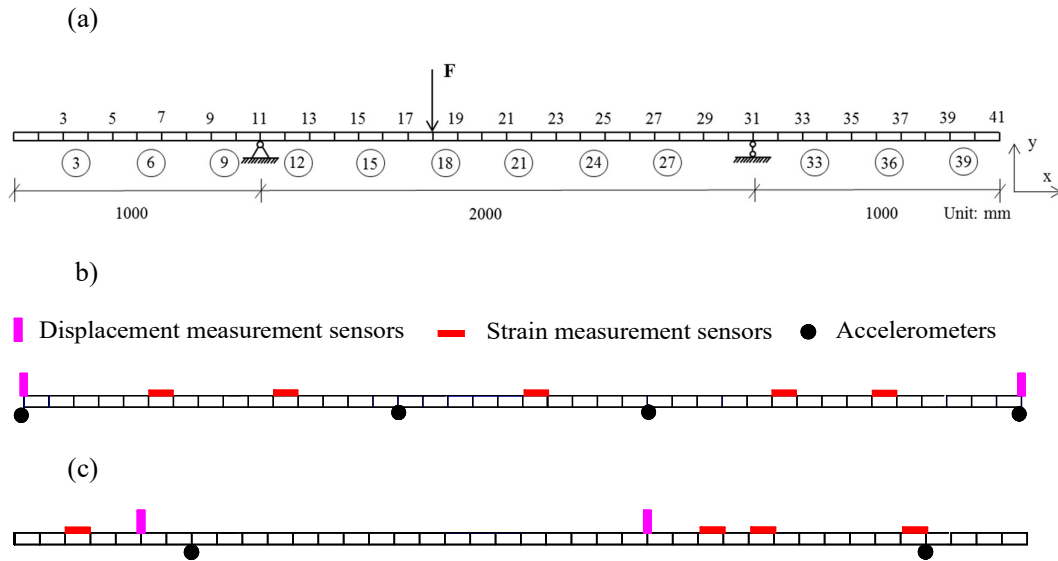 (a)
F
3 5 7 9 11 13 15 17 19 21 23 25 27 29 31 33 35 37 39 41
3 6 9 12 15 18 21 24 27 33 36 39
y
x
1000 2000 1000 Unit: mm
b)
Displacement measurement sensors Strain measurement sensors Accelerometers
(c)